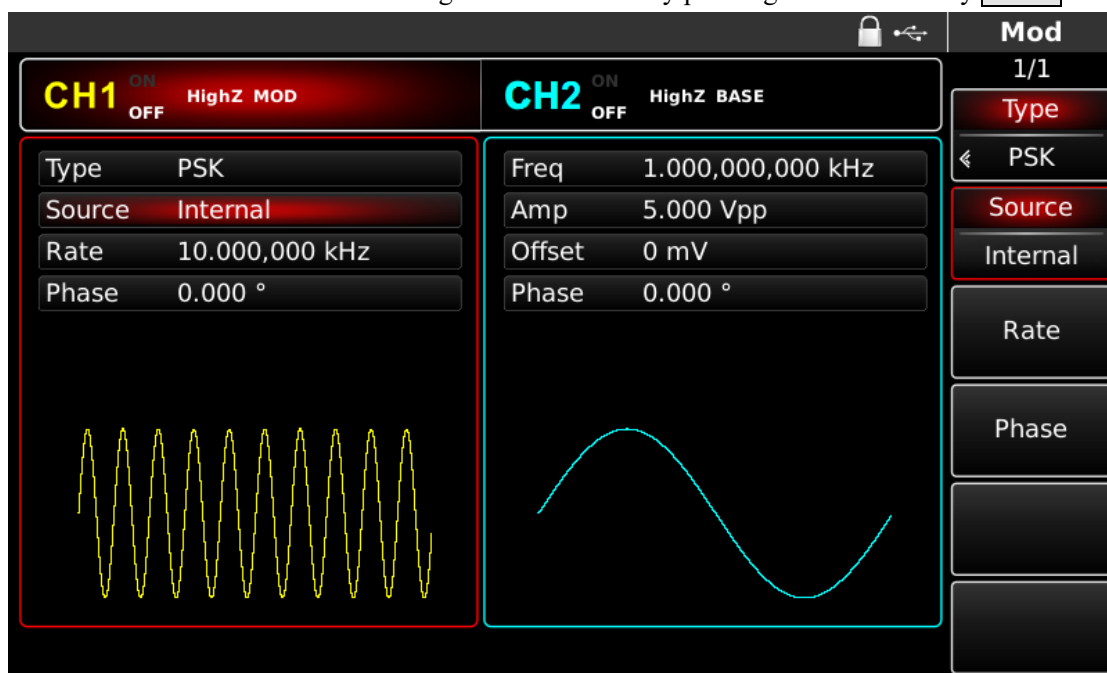 Mod
1/1
CH1 ON OFF HighZ MOD
CH2 ON OFF HighZ BASE
Type
PSK
Type PSK
Source Internal
Rate 10.000,000 kHz
Phase 0.000 °
Freq 1.000,000,000 kHz
Amp 5.000 Vpp
Offset 0 mV
Phase 0.000 °
Source
Internal
Rate
Phase